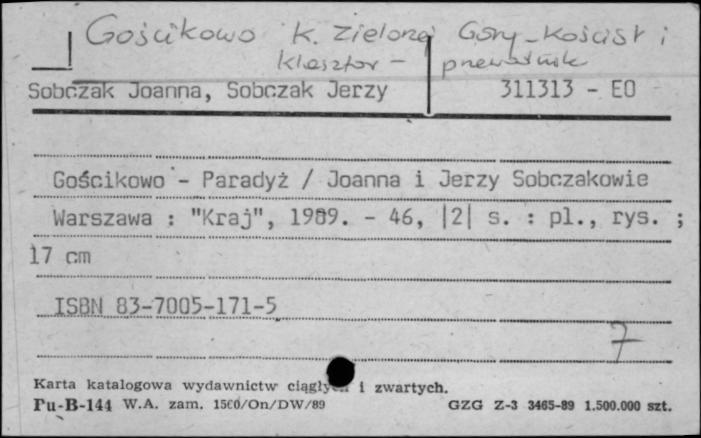 Gościkowo k. Zielonej Góry - kościół i
klasztor - przewodnik
Sobczak Joanna, Sobczak Jerzy 311313 - EO
Gościkowo - Paradyż / Joanna i Jerzy Sobczakowie
Warszawa : "Kraj", 1989. - 46, |2| s. : pl., rys. ;
17 cm
ISBN 83-7005-171-5
7
Karta katalogowa wydawnictw ciągłych i zwartych.
Pu-B-144 W.A. zam. 1500/On/DW/89 GZG Z-3 3465-89 1.500.000 szt.